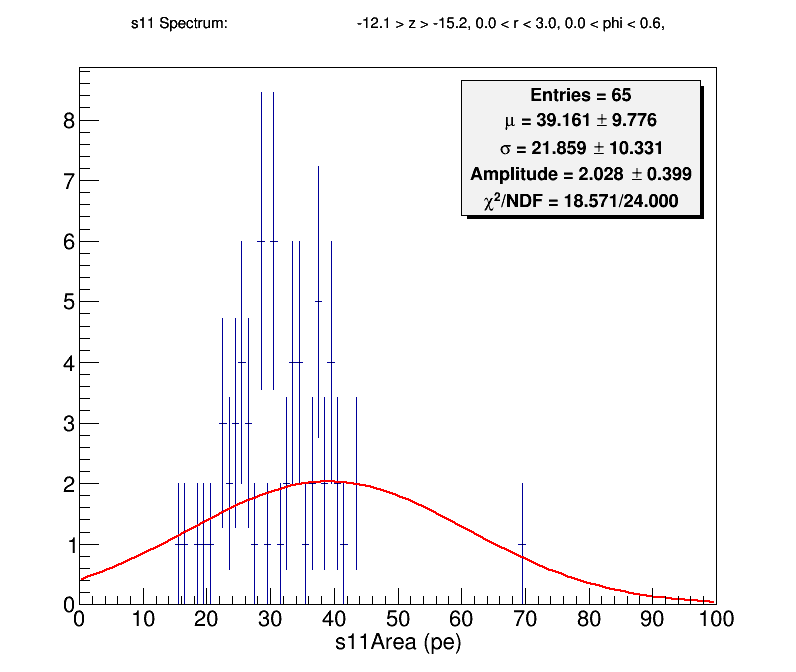 s11 Spectrum: -12.1 > z > -15.2, 0.0 < r < 3.0, 0.0 < phi < 0.6,
Entries = 65
μ = 39.161 ± 9.776
σ = 21.859 ± 10.331
Amplitude = 2.028 ± 0.399
χ²/NDF = 18.571/24.000
8
7
6
5
4
3
2
1
0
0 10 20 30 40 50 60 70 80 90 100
s11Area (pe)